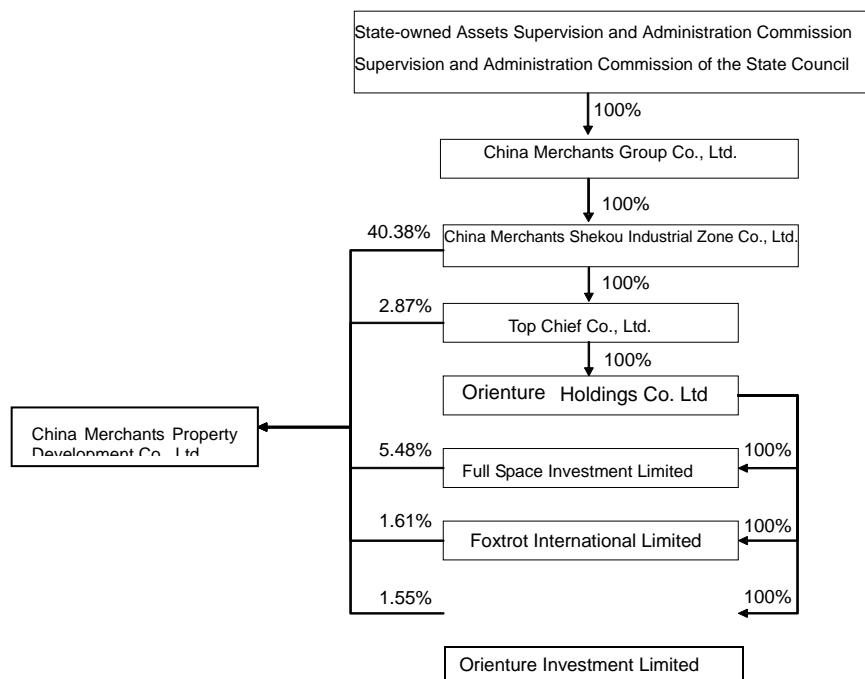 State-owned Assets Supervision and Administration Commission
Supervision and Administration Commission of the State Council
100%
China Merchants Group Co., Ltd.
100%
40.38%
China Merchants Shekou Industrial Zone Co., Ltd.
100%
2.87%
Top Chief Co., Ltd.
100%
Orienture Holdings Co. Ltd
China Merchants Property
Development Co., Ltd
5.48%
Full Space Investment Limited
100%
1.61%
Foxtrot International Limited
100%
1.55%
100%
Orienture Investment Limited